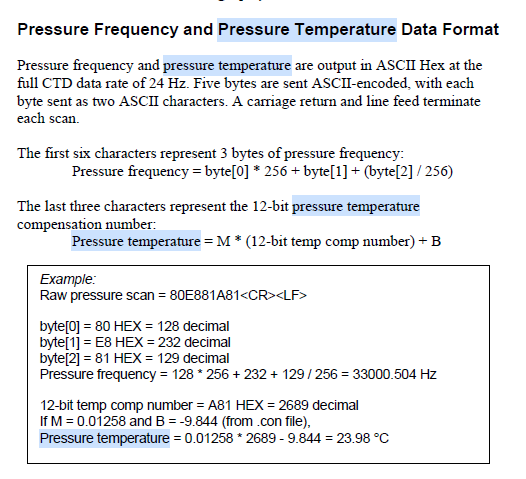 Pressure Frequency and Pressure Temperature Data Format
Pressure frequency and pressure temperature are output in ASCII Hex at the
full CTD data rate of 24 Hz. Five bytes are sent ASCII-encoded, with each
byte sent as two ASCII characters. A carriage return and line feed terminate
each scan.
The first six characters represent 3 bytes of pressure frequency:
Pressure frequency = byte[0] * 256 + byte[1] + (byte[2] / 256)
The last three characters represent the 12-bit pressure temperature
compensation number:
Pressure temperature = M * (12-bit temp comp number) + B
Example:
Raw pressure scan = 80E881A81<CR><LF>
byte[0] = 80 HEX = 128 decimal
byte[1] = E8 HEX = 232 decimal
byte[2] = 81 HEX = 129 decimal
Pressure frequency = 128 * 256 + 232 + 129 / 256 = 33000.504 Hz
12-bit temp comp number = A81 HEX = 2689 decimal
If M = 0.01258 and B = -9.844 (from .con file),
Pressure temperature = 0.01258 * 2689 - 9.844 = 23.98 °C